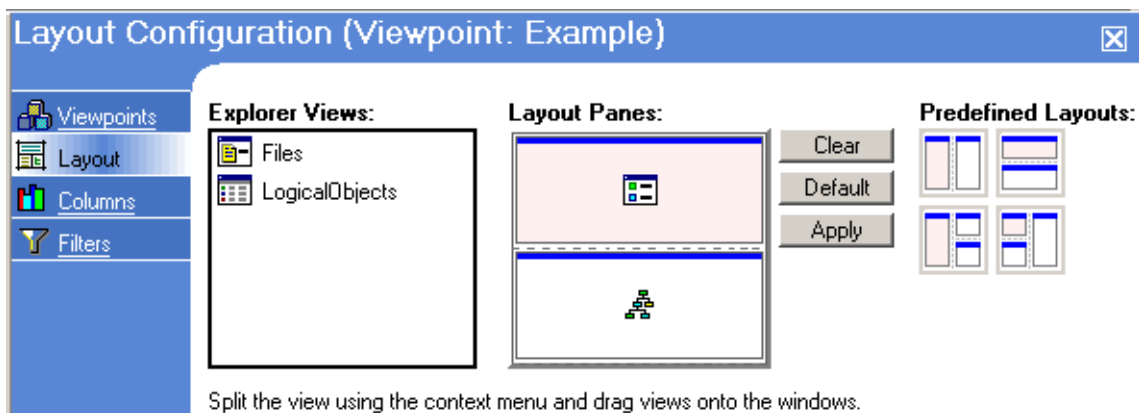 Layout Configuration (Viewpoint: Example)
Viewpoints
Layout
Columns
Filters
Explorer Views:
Files
LogicalObjects
Layout Panes:
Clear
Default
Apply
Predefined Layouts:
Split the view using the context menu and drag views onto the windows.